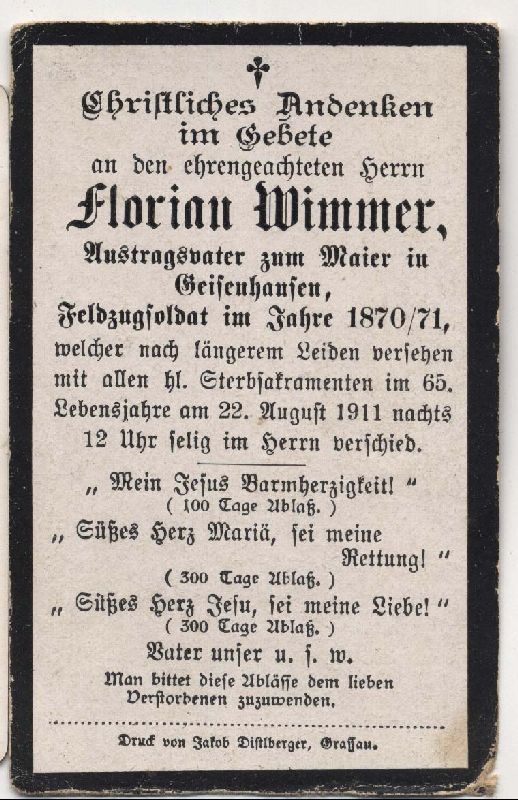 Christliches Andenken
im Gebete
an den ehrengeachteten Herrn
Florian Wimmer,
Austragsvater zum Maier in
Geisenhausen,
Feldzugsoldat im Jahre 1870/71,
welcher nach längerem Leiden versehen
mit allen hl. Sterbsakramenten im 65.
Lebensjahre am 22. August 1911 nachts
12 Uhr selig im Herrn verschied.
„Mein Jesus Barmherzigkeit!“
(100 Tage Ablaß.)
„Süßes Herz Mariä, sei meine
Rettung!“
(300 Tage Ablaß.)
„Süßes Herz Jesu, sei meine Liebe!“
(300 Tage Ablaß.)
Vater unser u. s. w.
Man bittet diese Ablässe dem lieben
Verstorbenen zuzuwenden.
Druck von Jakob Distlberger, Grassau.